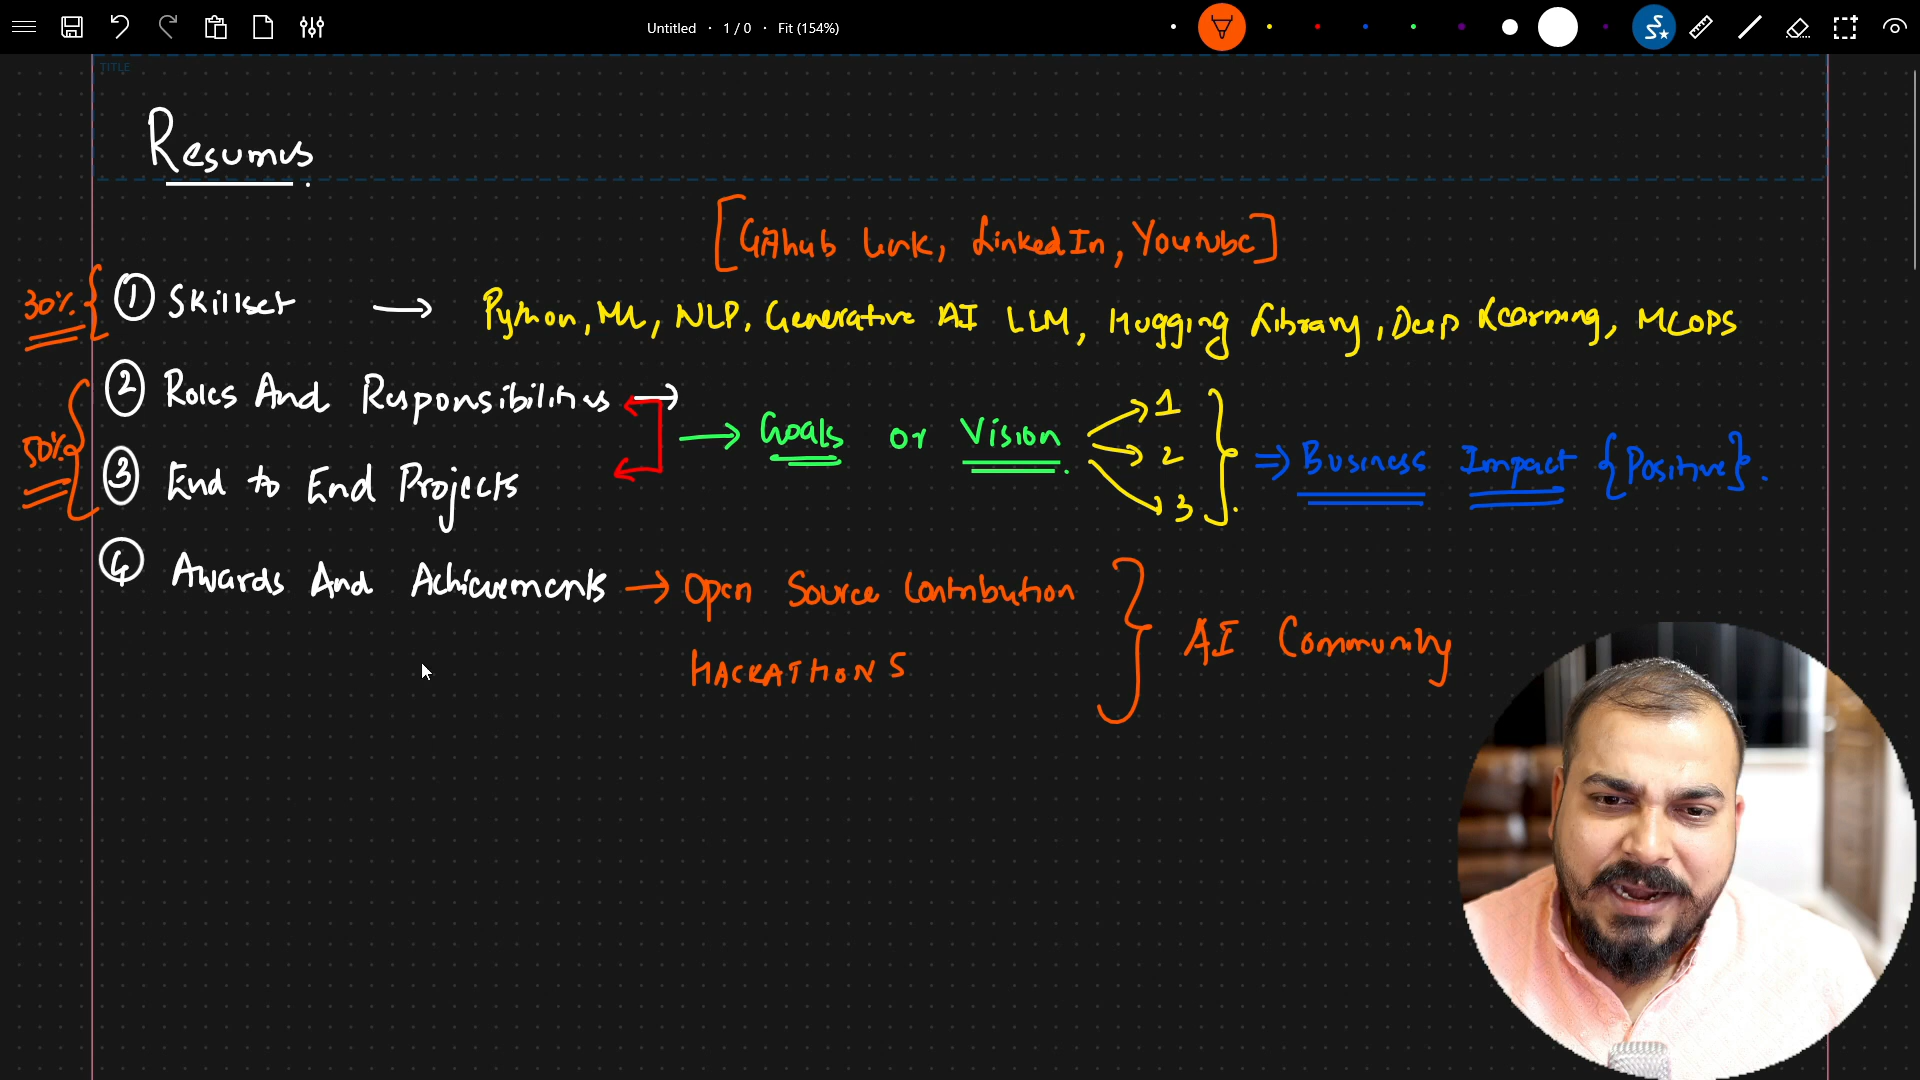 Untitled · 1 / 0 · Fit (154%)
TITLE
Resumes
[Github Link, LinkedIn, Youtube]
30% { ① Skillset → Python, ML, NLP, Generative AI LLM, Hugging Library, Deep Learning, MLOPS
② Roles And Responsibilities →
50% { → Goals or Vision. → 1 → 2 → 3 } ⇒ Business Impact {Positive}.
③ End to End Projects
④ Awards And Achievements → Open Source Contribution
HACKATHONS
} AI Community